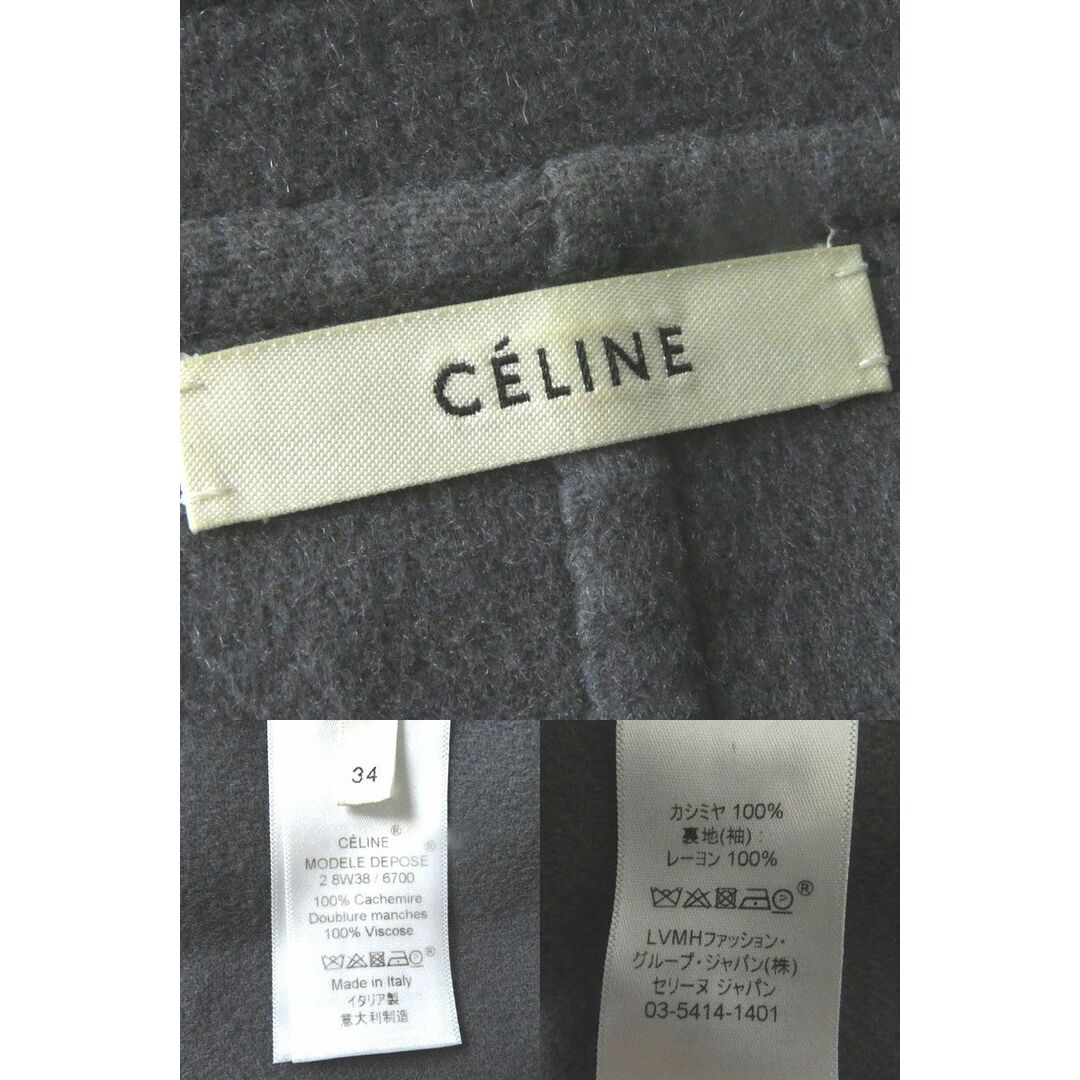 CÉLINE
34
CÉLINE®
MODELE DEPOSE
2 8W38 / 6700
100% Cachemire
Doublure manches
100% Viscose
®
Made in Italy
イタリア製
意大利制造
カシミヤ 100%
裏地(袖) :
レーヨン 100%
P ®
LVMHファッション・
グループ・ジャパン(株)
セリーヌ ジャパン
03-5414-1401